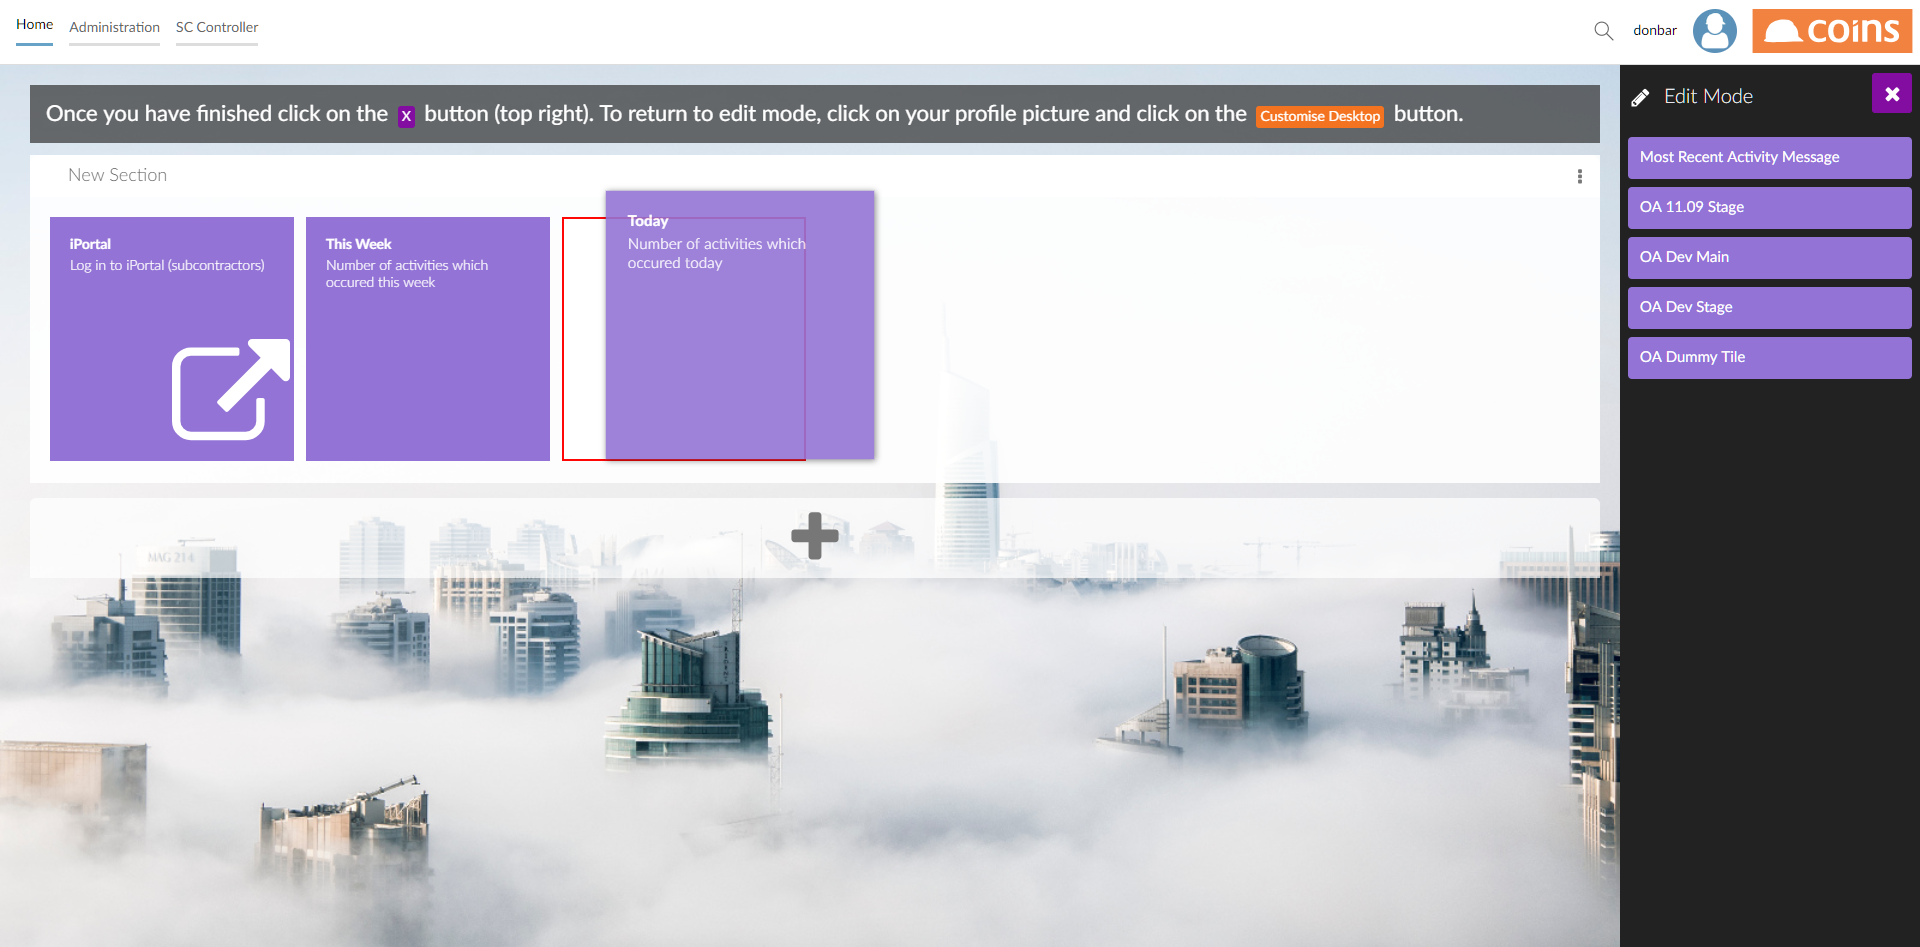 Home
Administration
SC Controller
donbar
coins
Once you have finished click on the X button (top right). To return to edit mode, click on your profile picture and click on the Customise Desktop button.
Edit Mode
New Section
iPortal
Log in to iPortal (subcontractors)
This Week
Number of activities which
occured this week
Today
Number of activities which
occured today
Most Recent Activity Message
OA 11.09 Stage
OA Dev Main
OA Dev Stage
OA Dummy Tile
MAG 214